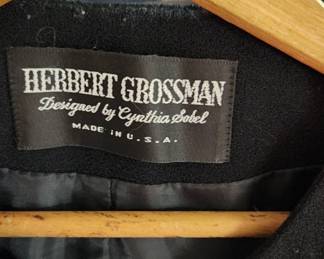 HERBERT GROSSMAN
Designed by Cynthia Sobel
MADE IN U.S.A.